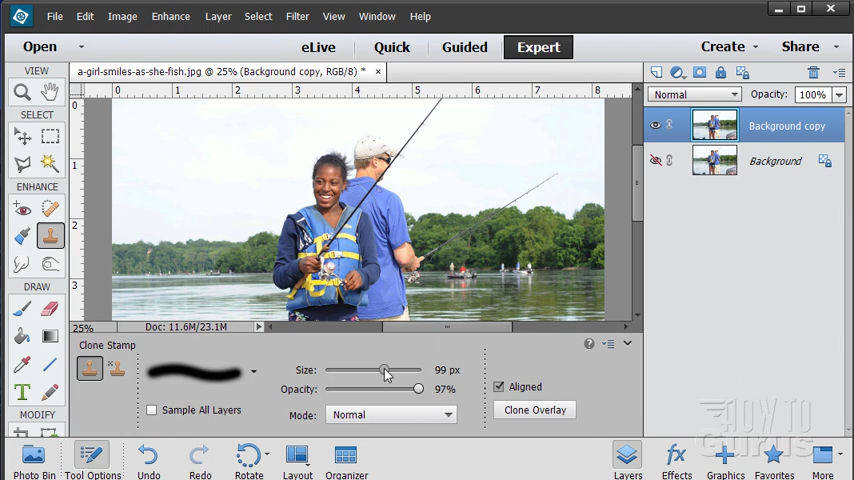 File Edit Image Enhance Layer Select Filter View Window Help
Open eLive Quick Guided Expert Create Share
VIEW
a-girl-smiles-as-she-fish.jpg @ 25% (Background copy, RGB/8) * ×
Normal Opacity: 100%
0 1 2 3 4 5 6 7 8
0
1
2
3
SELECT
ENHANCE
DRAW
MODIFY
Background copy
Background
25% Doc: 11.6M/23.1M
Clone Stamp
Size: 99 px
Opacity: 97%
Sample All Layers
Mode: Normal
Aligned
Clone Overlay
HOW TO
GURUS
Photo Bin Tool Options Undo Redo Rotate Layout Organizer Layers Effects Graphics Favorites More